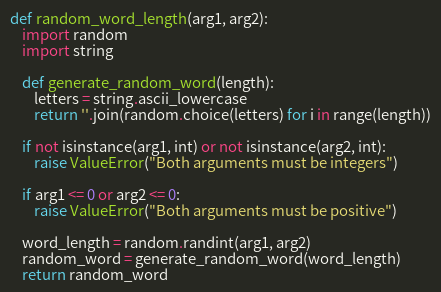 def random_word_length(arg1, arg2):
import random
import string
def generate_random_word(length):
letters = string.ascii_lowercase
return ''.join(random.choice(letters) for i in range(length))
if not isinstance(arg1, int) or not isinstance(arg2, int):
raise ValueError("Both arguments must be integers")
if arg1 <= 0 or arg2 <= 0:
raise ValueError("Both arguments must be positive")
word_length = random.randint(arg1, arg2)
random_word = generate_random_word(word_length)
return random_word